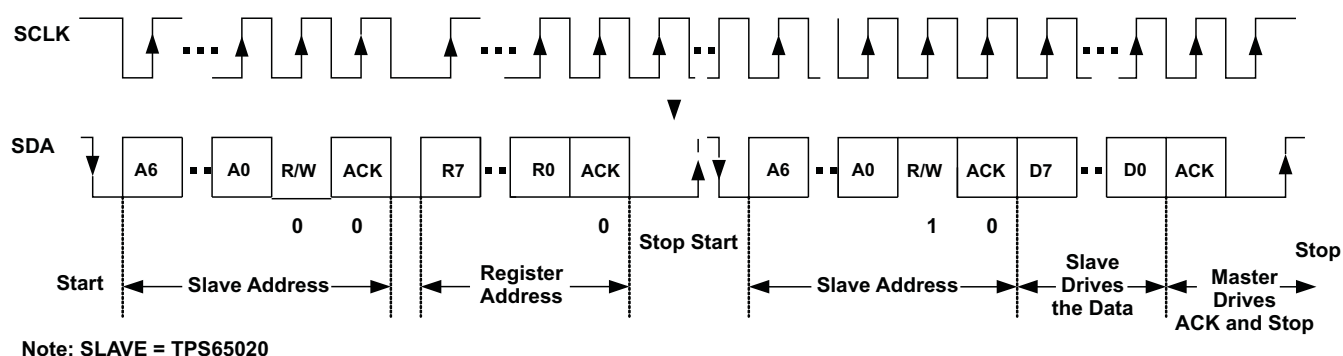 SCLK
SDA
A6 A0 R/W ACK R7 R0 ACK A6 A0 R/W ACK D7 D0 ACK
0 0 0 1 0
Stop Start
Start
Slave Address
Register
Address
Slave Address
Slave
Drives
the Data
Master
Drives
ACK and Stop
Stop
Note: SLAVE = TPS65020